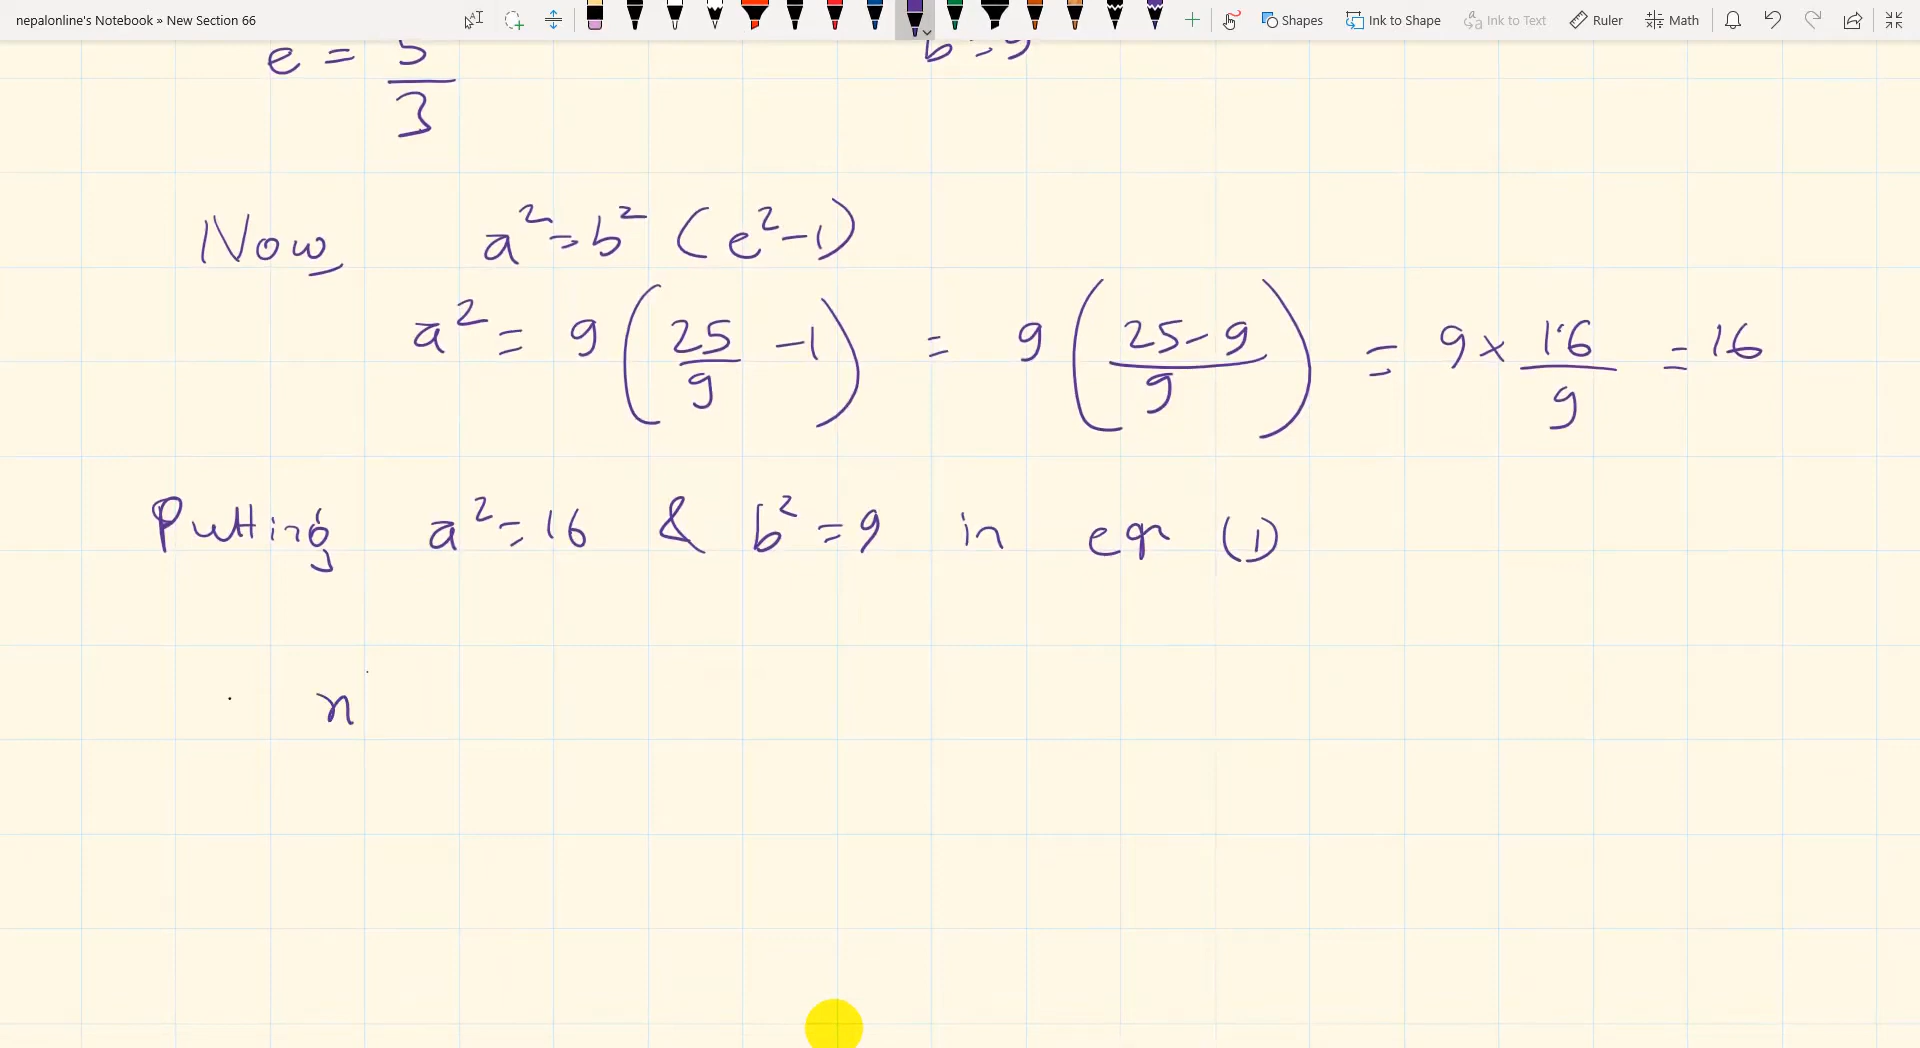 nepalonline's Notebook » New Section 66 Shapes Ink to Shape Ink to Text Ruler Math
e = 5/3
Now a² = b² (e²-1)
a² = 9 (25/9 - 1) = 9 (25-9/9) = 9 × 16/9 = 16
Putting a² = 16 & b² = 9 in eqn (1)
x